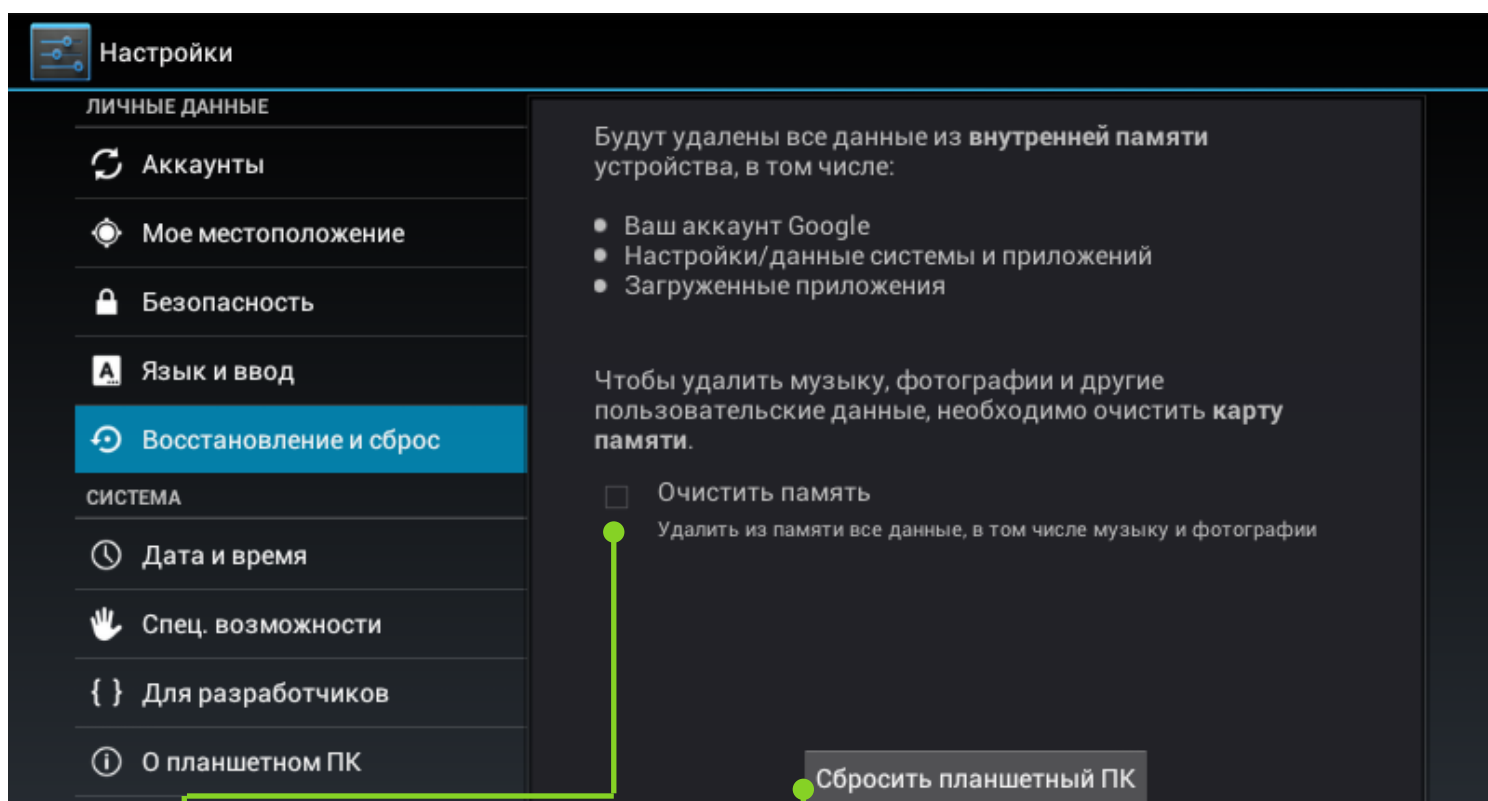 Настройки
ЛИЧНЫЕ ДАННЫЕ
Аккаунты
Мое местоположение
Безопасность
Язык и ввод
Восстановление и сброс
СИСТЕМА
Дата и время
Спец. возможности
{ } Для разработчиков
О планшетном ПК
Будут удалены все данные из внутренней памяти
устройства, в том числе:
● Ваш аккаунт Google
● Настройки/данные системы и приложений
● Загруженные приложения
Чтобы удалить музыку, фотографии и другие
пользовательские данные, необходимо очистить карту
памяти.
Очистить память
Удалить из памяти все данные, в том числе музыку и фотографии
Сбросить планшетный ПК